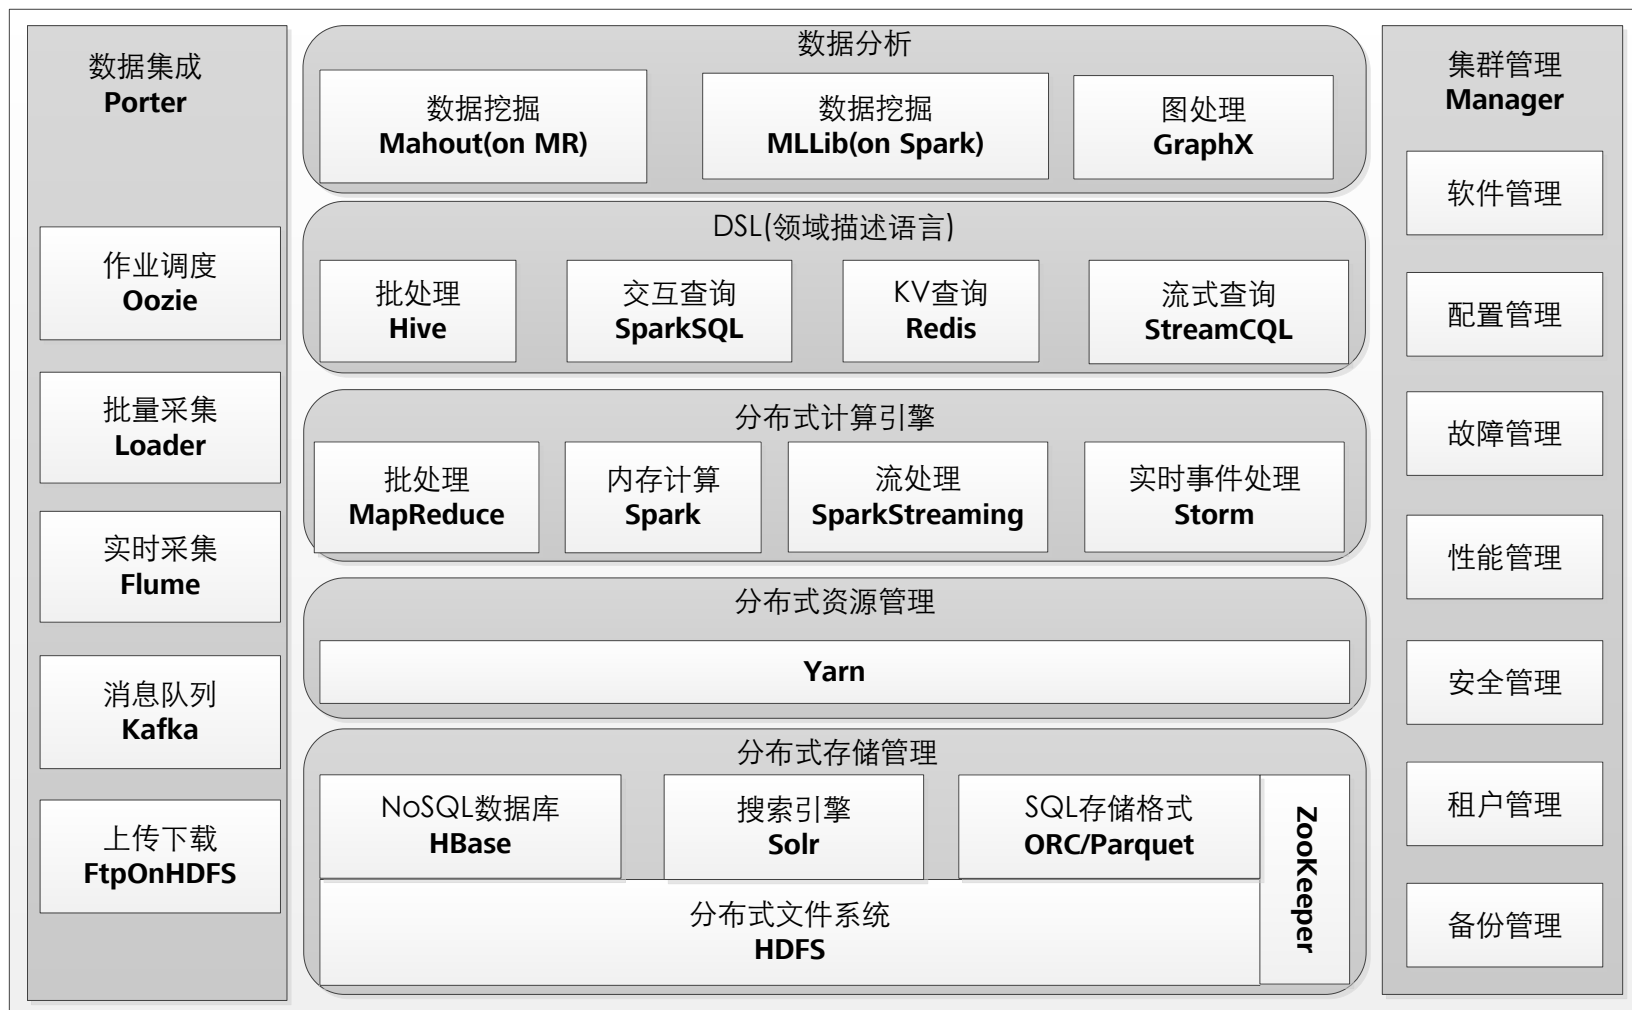 数据集成
Porter
作业调度
Oozie
批量采集
Loader
实时采集
Flume
消息队列
Kafka
上传下载
FtpOnHDFS
数据分析
数据挖掘
Mahout(on MR)
数据挖掘
MLLib(on Spark)
图处理
GraphX
DSL(领域描述语言)
批处理
Hive
交互查询
SparkSQL
KV查询
Redis
流式查询
StreamCQL
分布式计算引擎
批处理
MapReduce
内存计算
Spark
流处理
SparkStreaming
实时事件处理
Storm
分布式资源管理
Yarn
分布式存储管理
NoSQL数据库
HBase
搜索引擎
Solr
SQL存储格式
ORC/Parquet
ZooKeeper
分布式文件系统
HDFS
集群管理
Manager
软件管理
配置管理
故障管理
性能管理
安全管理
租户管理
备份管理